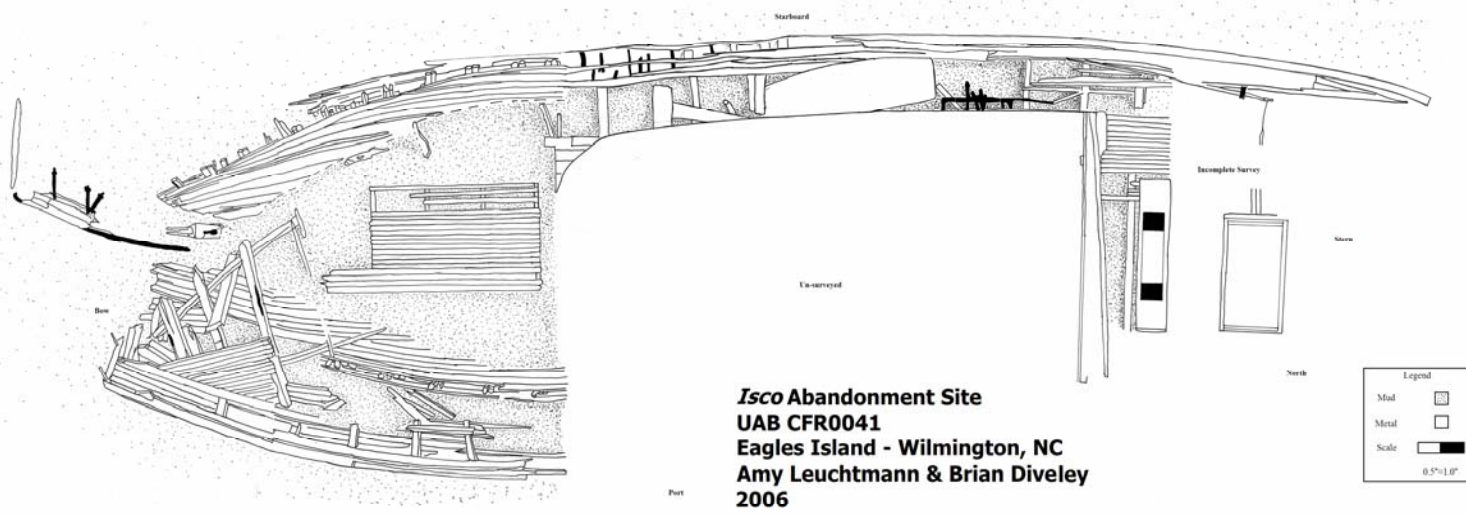 Starboard
Incomplete Survey
Stern
Un-surveyed
Bow
North
Legend
Mud
Metal
Scale
0.5"=1.0"
Isco Abandonment Site
UAB CFR0041
Eagles Island - Wilmington, NC
Amy Leuchtmann & Brian Diveley
2006
Port